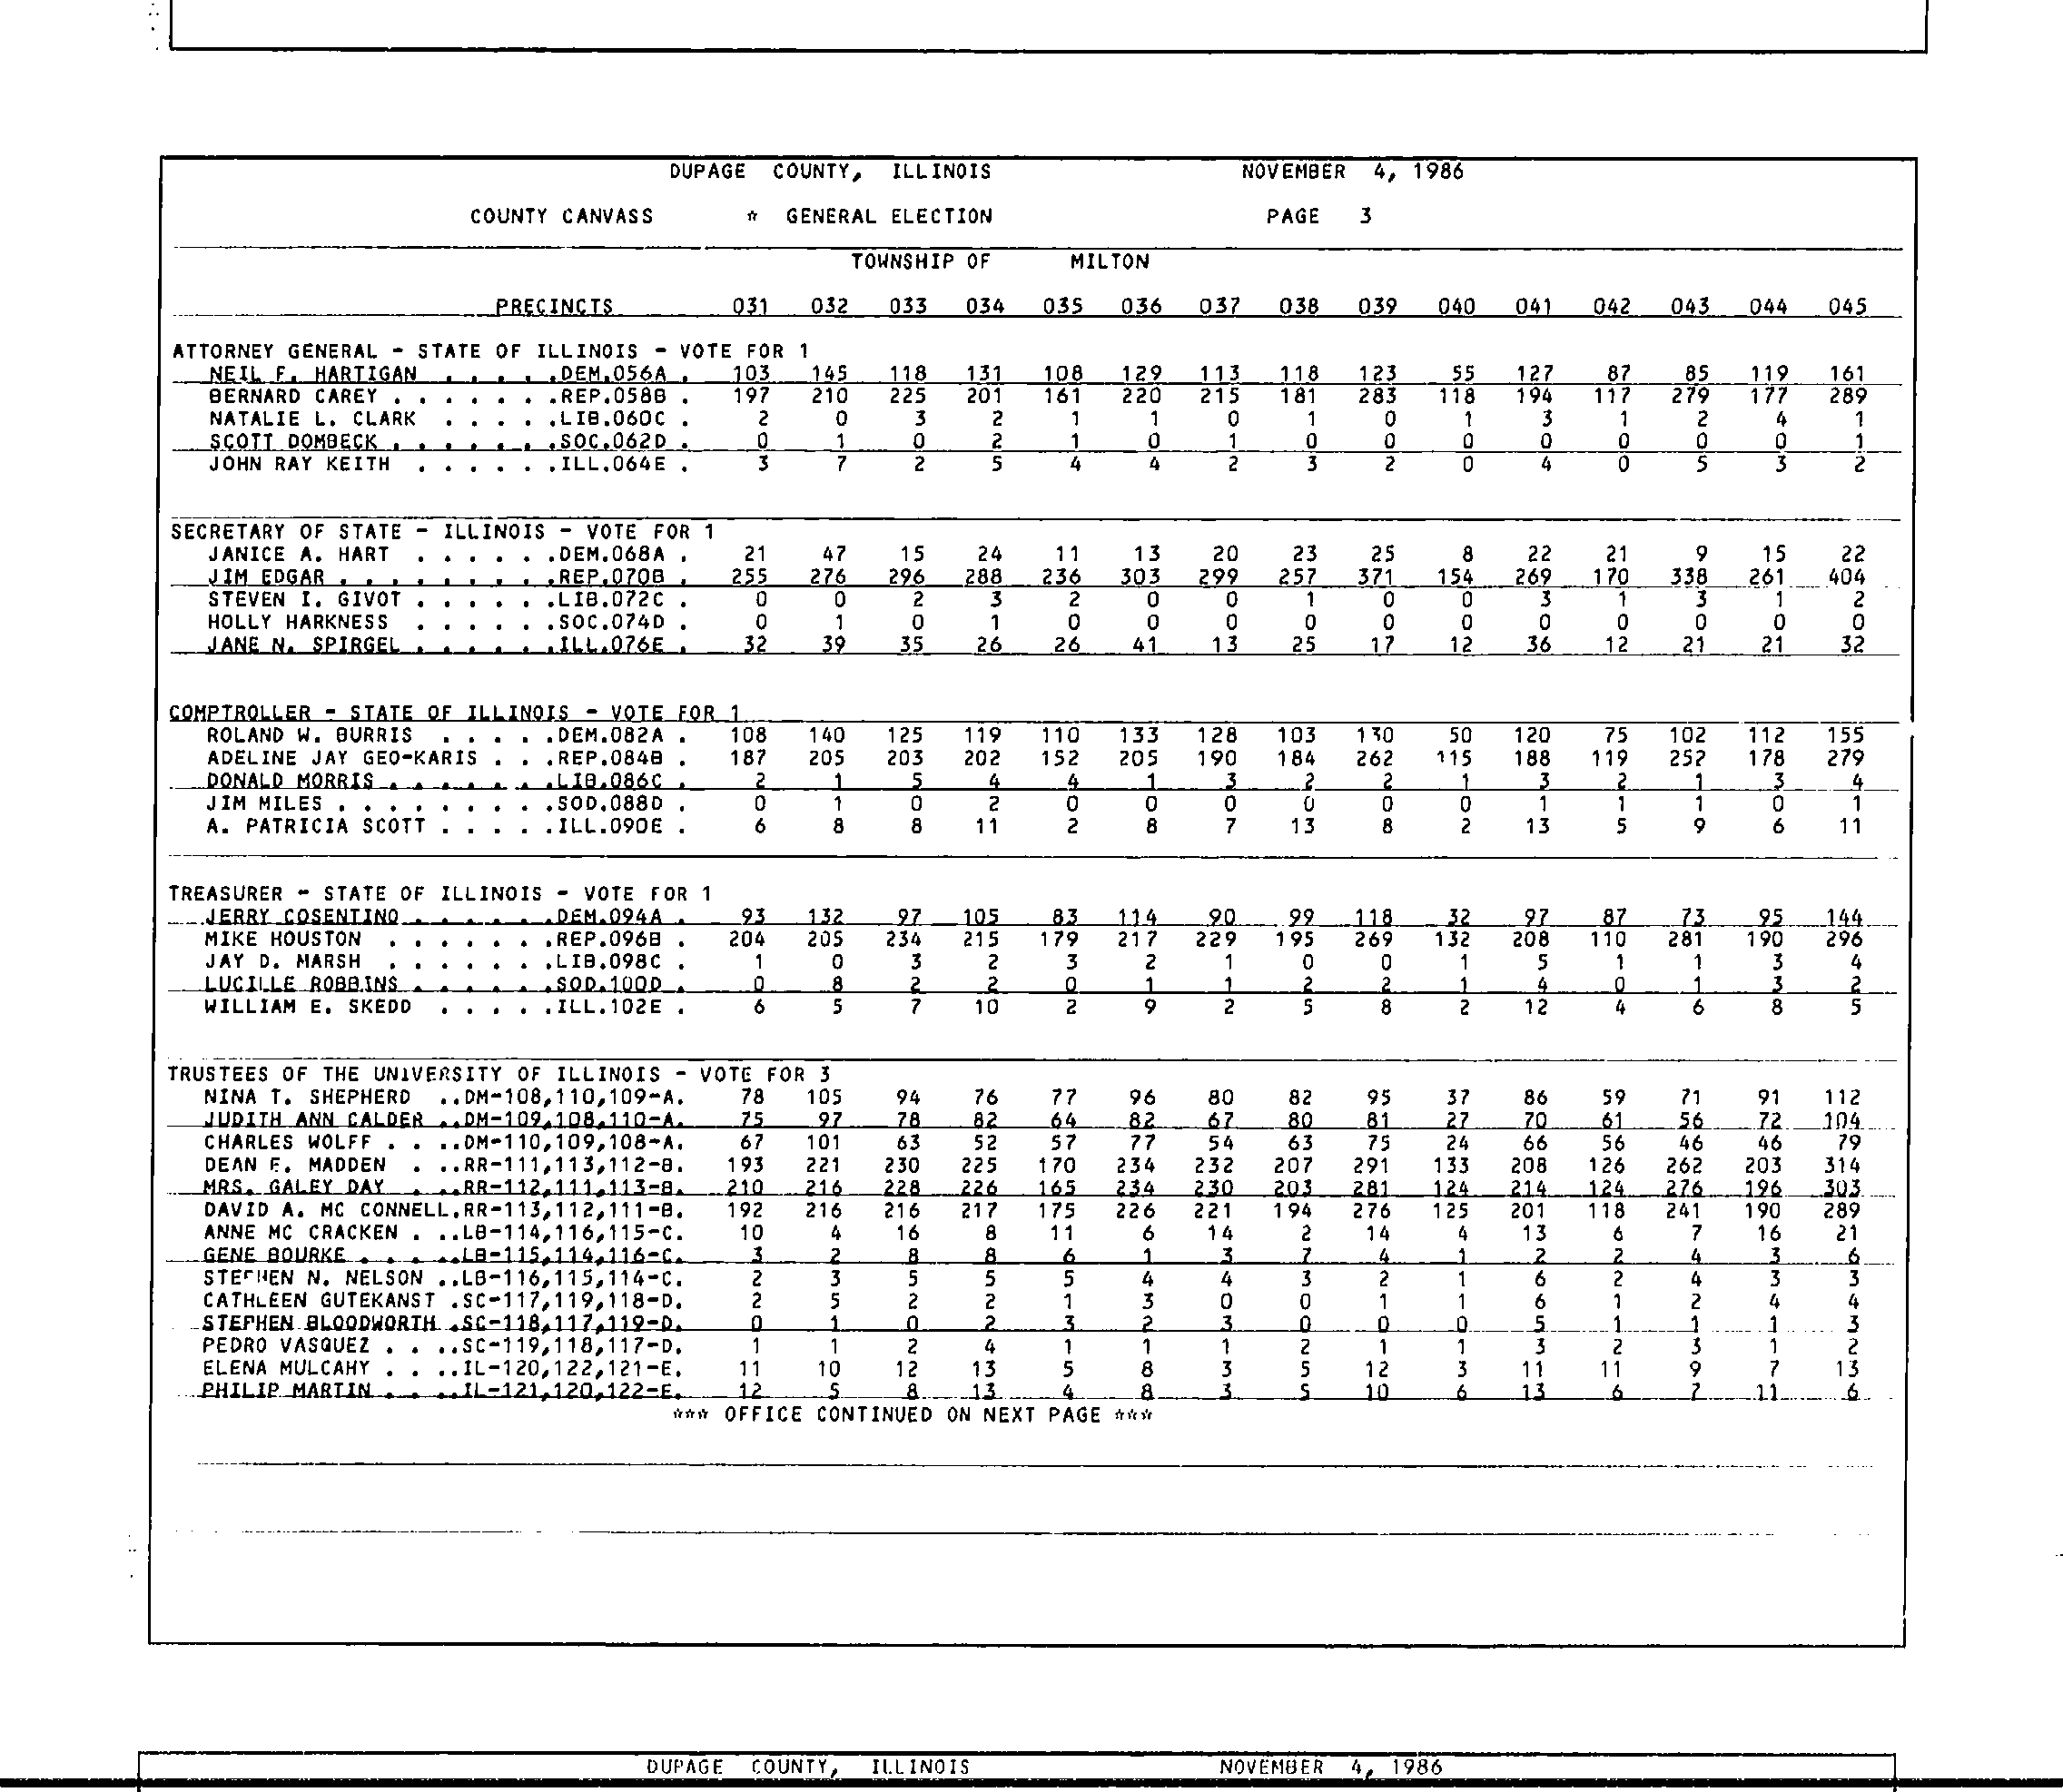 DUPAGE COUNTY, ILLINOIS NOVEMBER 4, 1986
COUNTY CANVASS * GENERAL ELECTION PAGE 3
TOWNSHIP OF MILTON
PRECINCTS 031 032 033 034 035 036 037 038 039 040 041 042 043 044 045
ATTORNEY GENERAL - STATE OF ILLINOIS - VOTE FOR 1
NEIL F. HARTIGAN . . . . . .DEM.056A . 103 145 118 131 108 129 113 118 123 55 127 87 85 119 161
BERNARD CAREY . . . . . . .REP.058B . 197 210 225 201 161 220 215 181 283 118 194 117 279 177 289
NATALIE L. CLARK . . . . . .LIB.060C . 2 0 3 2 1 1 0 1 0 1 3 1 2 4 1
SCOTT DOMBECK . . . . . . .SOC.062D . 0 1 0 2 1 0 1 0 0 0 0 0 0 0 1
JOHN RAY KEITH . . . . . .ILL.064E . 3 7 2 5 4 4 2 3 2 0 4 0 5 3 2
SECRETARY OF STATE - ILLINOIS - VOTE FOR 1
JANICE A. HART . . . . . .DEM.068A . 21 47 15 24 11 13 20 23 25 8 22 21 9 15 22
JIM EDGAR . . . . . . . . .REP.070B . 255 276 296 288 236 303 299 257 371 154 269 170 338 261 404
STEVEN I. GIVOT . . . . . .LIB.072C . 0 0 2 3 2 0 0 1 0 0 3 1 3 1 2
HOLLY HARKNESS . . . . . .SOC.074D . 0 1 0 1 0 0 0 0 0 0 0 0 0 0 0
JANE N. SPIRGEL . . . . . .ILL.076E . 32 39 35 26 26 41 13 25 17 12 36 12 21 21 32
COMPTROLLER - STATE OF ILLINOIS - VOTE FOR 1
ROLAND W. BURRIS . . . . .DEM.082A . 108 140 125 119 110 133 128 103 130 50 120 75 102 112 155
ADELINE JAY GEO-KARIS . . .REP.084B . 187 205 203 202 152 205 190 184 262 115 188 119 252 178 279
DONALD MORRIS . . . . . . .LIB.086C . 2 1 5 4 4 1 3 2 2 1 3 2 1 3 4
JIM MILES . . . . . . . . .SOD.088D . 0 1 0 2 0 0 0 0 0 0 1 1 1 0 1
A. PATRICIA SCOTT . . . . .ILL.090E . 6 8 8 11 2 8 7 13 8 2 13 5 9 6 11
TREASURER - STATE OF ILLINOIS - VOTE FOR 1
JERRY COSENTINO . . . . . .DEM.094A . 93 132 97 105 83 114 90 99 118 32 97 87 73 95 144
MIKE HOUSTON . . . . . . .REP.096B . 204 205 234 215 179 217 229 195 269 132 208 110 281 190 296
JAY D. MARSH . . . . . . .LIB.098C . 1 0 3 2 3 2 1 0 0 1 5 1 1 3 4
LUCILLE ROBBINS . . . . . .SOD.100D . 0 8 2 2 0 1 1 2 2 1 4 0 1 3 2
WILLIAM E. SKEDD . . . . .ILL.102E . 6 5 7 10 2 9 2 5 8 2 12 4 6 8 5
TRUSTEES OF THE UNIVERSITY OF ILLINOIS - VOTE FOR 3
NINA T. SHEPHERD ..DM-108,110,109-A. 78 105 94 76 77 96 80 82 95 37 86 59 71 91 112
JUDITH ANN CALDER ..DM-109,108,110-A. 75 97 78 82 64 82 67 80 81 27 70 61 56 72 104
CHARLES WOLFF . . ..DM-110,109,108-A. 67 101 63 52 57 77 54 63 75 24 66 56 46 46 79
DEAN E. MADDEN . ..RR-111,113,112-B. 193 221 230 225 170 234 232 207 291 133 208 126 262 203 314
MRS. GALEY DAY . ..RR-112,111,113-B. 210 216 228 226 165 234 230 203 281 124 214 124 276 196 303
DAVID A. MC CONNELL.RR-113,112,111-B. 192 216 216 217 175 226 221 194 276 125 201 118 241 190 289
ANNE MC CRACKEN . ..LB-114,116,115-C. 10 4 16 8 11 6 14 2 14 4 13 6 7 16 21
GENE BOURKE . . . ..LB-115,114,116-C. 3 2 8 8 6 1 3 7 4 1 2 2 4 3 6
STEPHEN N. NELSON ..LB-116,115,114-C. 2 3 5 5 5 4 4 3 2 1 6 2 4 3 3
CATHLEEN GUTEKANST .SC-117,119,118-D. 2 5 2 2 1 3 0 0 1 1 6 1 2 4 4
STEPHEN BLOODWORTH .SC-118,117,119-D. 0 1 0 2 3 2 3 0 0 0 5 1 1 1 3
PEDRO VASQUEZ . . ..SC-119,118,117-D. 1 1 2 4 1 1 1 2 1 1 3 2 3 1 2
ELENA MULCAHY . . ..IL-120,122,121-E. 11 10 12 13 5 8 3 5 12 3 11 11 9 7 13
PHILIP MARTIN . . ..IL-121,120,122-E. 12 5 8 13 4 8 3 5 10 6 13 6 7 11 6
*** OFFICE CONTINUED ON NEXT PAGE ***
DUPAGE COUNTY, ILLINOIS NOVEMBER 4, 1986